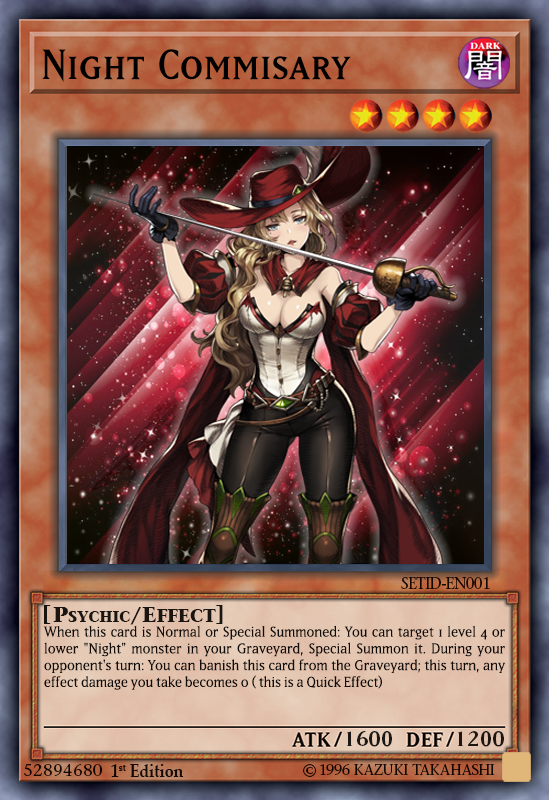 Night Commisary
DARK
闇
SETID-EN001
[Psychic/Effect]
When this card is Normal or Special Summoned: You can target 1 level 4 or
lower "Night" monster in your Graveyard, Special Summon it. During your
opponent's turn: You can banish this card from the Graveyard; this turn, any
effect damage you take becomes 0 ( this is a Quick Effect)
ATK/1600 DEF/1200
52894680 1st Edition © 1996 KAZUKI TAKAHASHI